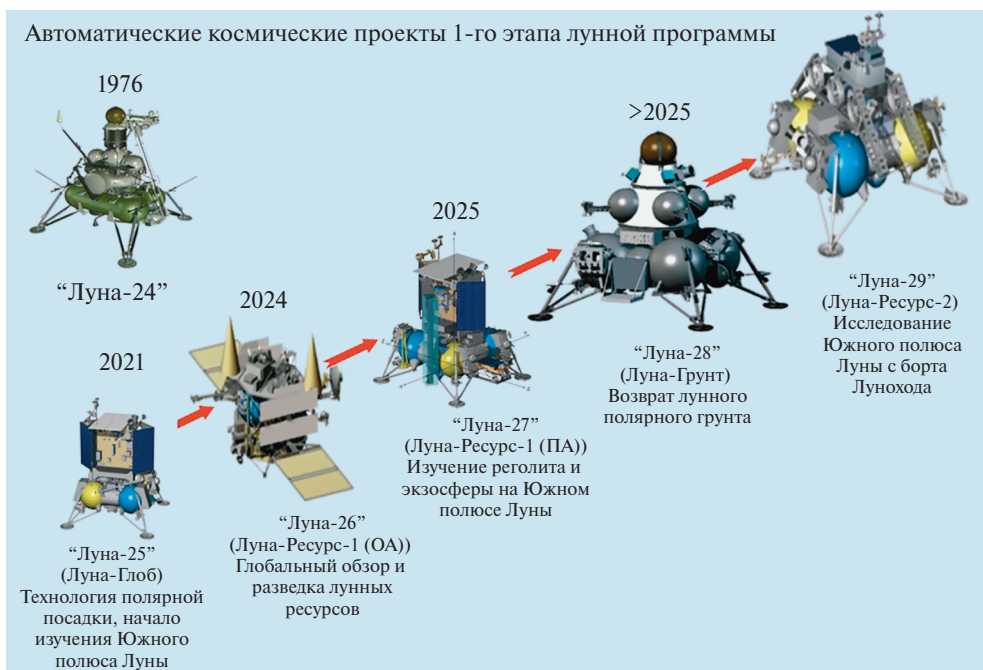 Автоматические космические проекты 1-го этапа лунной программы
1976
“Луна-24”
2021
“Луна-25”
(Луна-Глоб)
Технология полярной
посадки, начало
изучения Южного
полюса Луны
2024
“Луна-26”
(Луна-Ресурс-1 (ОА))
Глобальный обзор и
разведка лунных
ресурсов
2025
“Луна-27”
(Луна-Ресурс-1 (ПА))
Изучение реголита и
экзосферы на Южном
полюсе Луны
>2025
“Луна-28”
(Луна-Грунт)
Возврат лунного
полярного грунта
“Луна-29”
(Луна-Ресурс-2)
Исследование
Южного полюса
Луны с борта
Лунохода